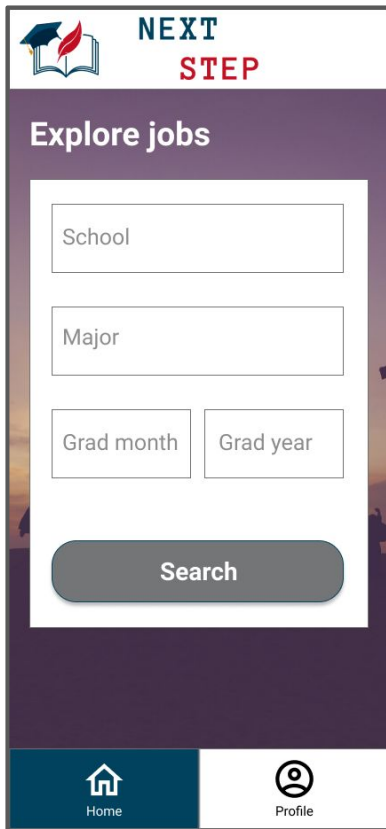 NEXT
STEP
Explore jobs
School
Major
Grad month Grad year
Search
Home Profile